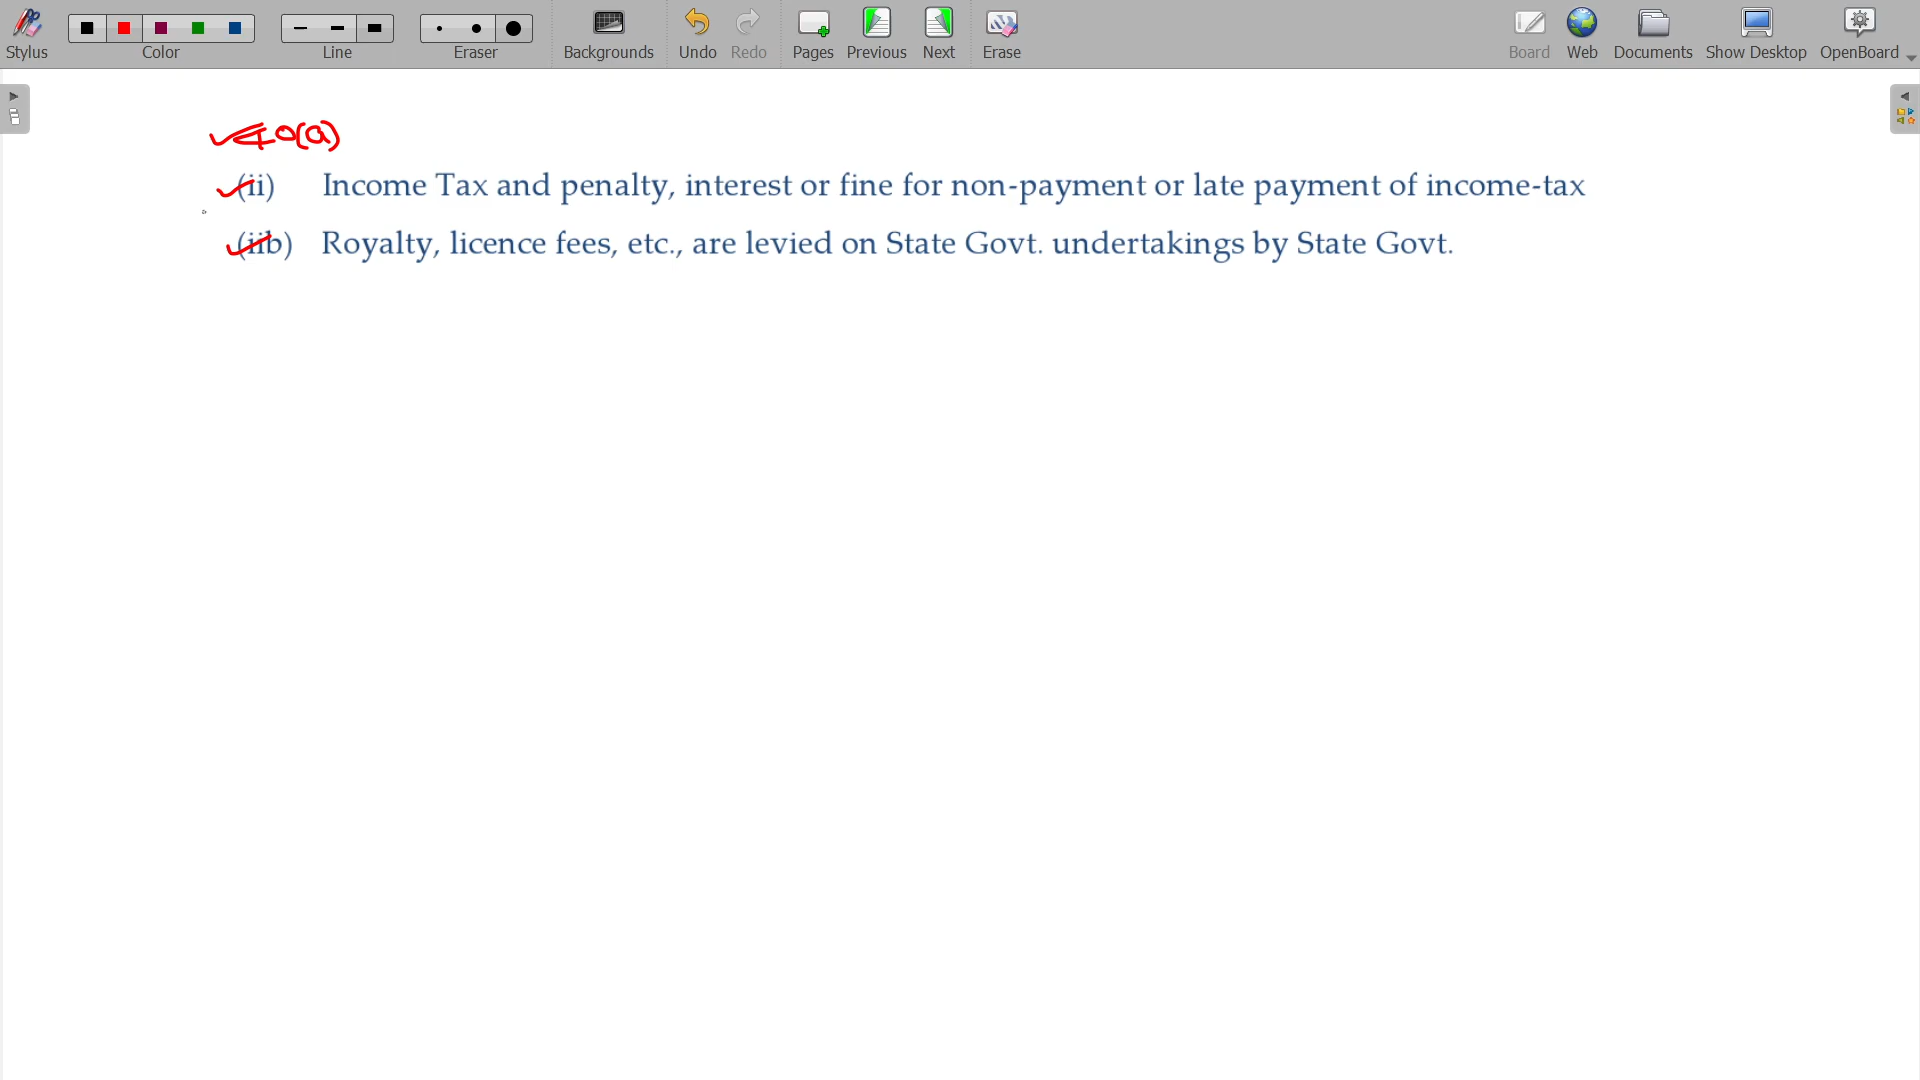 Stylus Color Line Eraser Backgrounds Undo Redo Pages Previous Next Erase Board Web Documents Show Desktop OpenBoard
40(a)
(ii) Income Tax and penalty, interest or fine for non-payment or late payment of income-tax
(iib) Royalty, licence fees, etc., are levied on State Govt. undertakings by State Govt.